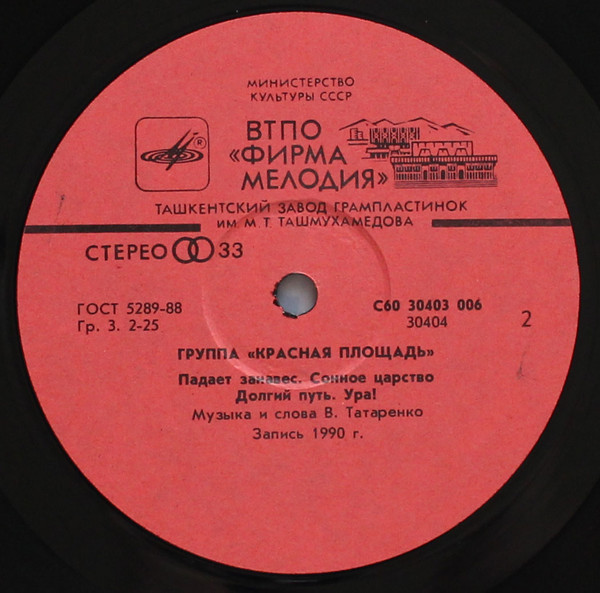 МИНИСТЕРСТВО
КУЛЬТУРЫ СССР
ВТПО
«ФИРМА
МЕЛОДИЯ»
®
ТАШКЕНТСКИЙ ЗАВОД ГРАМПЛАСТИНОК
ИМ. М. Т. ТАШМУХАМЕДОВА
СТЕРЕО 33
ГОСТ 5289-88
Гр. 3. 2-25
С60 30403 006
30404
2
ГРУППА «КРАСНАЯ ПЛОЩАДЬ»
Падает занавес. Сонное царство
Долгий путь. Ура!
Музыка и слова В. Татаренко
Запись 1990 г.